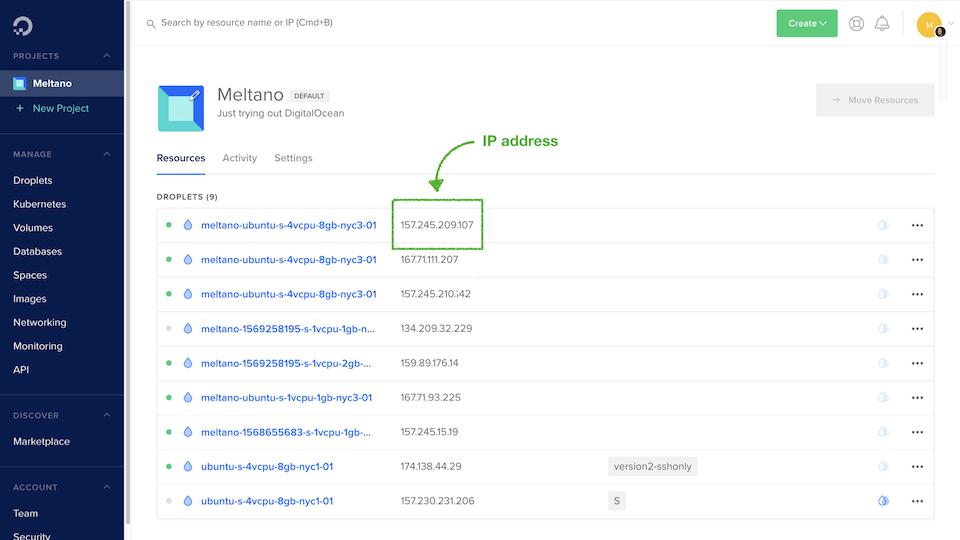 Search by resource name or IP (Cmd+B)
Create
M
PROJECTS
Meltano
+ New Project
MANAGE
Droplets
Kubernetes
Volumes
Databases
Spaces
Images
Networking
Monitoring
API
DISCOVER
Marketplace
ACCOUNT
Team
Security
Meltano DEFAULT
Just trying out DigitalOcean
Move Resources
IP address
Resources Activity Settings
DROPLETS (9)
meltano-ubuntu-s-4vcpu-8gb-nyc3-01 157.245.209.107
meltano-ubuntu-s-4vcpu-8gb-nyc3-01 167.71.111.207
meltano-ubuntu-s-4vcpu-8gb-nyc3-01 157.245.210.142
meltano-1569258195-s-1vcpu-1gb-n... 134.209.32.229
meltano-1569258195-s-1vcpu-2gb-... 159.89.176.14
meltano-ubuntu-s-1vcpu-1gb-nyc3-01 167.71.93.225
meltano-1568655683-s-1vcpu-1gb-... 157.245.15.19
ubuntu-s-4vcpu-8gb-nyc1-01 174.138.44.29 version2-sshonly
ubuntu-s-4vcpu-8gb-nyc1-01 157.230.231.206 S